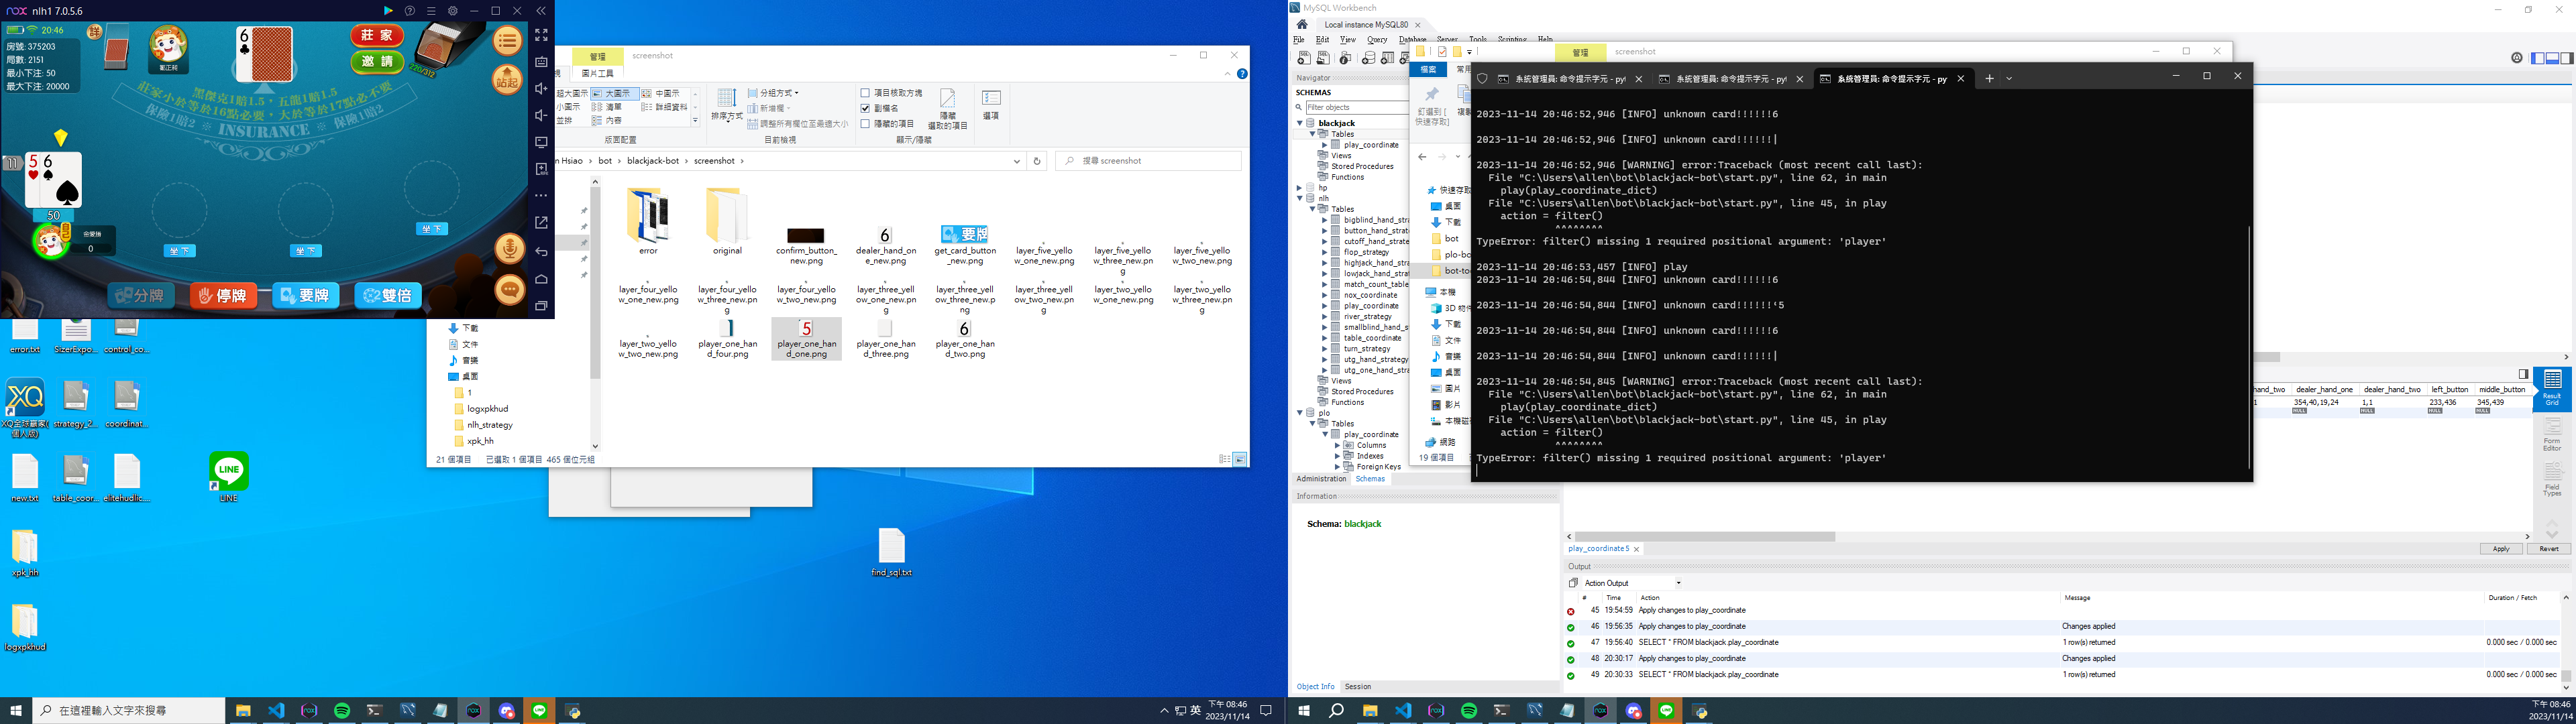 nox nlh1 7.0.5.6
20:46
房號: 375203
局數: 2151
最小下注: 50
最大下注: 20000
莊 家
邀 請
站起
920/312
黑傑克1賠1.5，五龍1賠1.5
莊家小於等於16點必要，大於等於17點必不要
保險1賠2 INSURANCE 保險1賠2
6
11
5 6
50
自己
0
坐 下
坐 下
坐 下
分牌
停牌
要牌
雙倍
管理
screenshot
圖片工具
超大圖示
大圖示
中圖示
小圖示
清單
詳細資料
並排
內容
版面配置
排序方式
分組方式
新增欄
調整所有欄位至最適大小
目前檢視
項目核取方塊
副檔名
隱藏的項目
隱藏
選取的項目
顯示/隱藏
選項
n Hsiao › bot › blackjack-bot › screenshot ›
搜尋 screenshot
error
original
confirm_button_new.png
dealer_hand_one_new.png
get_card_button_new.png
layer_five_yellow_one_new.png
layer_five_yellow_three_new.png
layer_five_yellow_two_new.png
layer_four_yellow_one_new.png
layer_four_yellow_three_new.png
layer_four_yellow_two_new.png
layer_three_yellow_one_new.png
layer_three_yellow_three_new.png
layer_three_yellow_two_new.png
layer_two_yellow_one_new.png
layer_two_yellow_three_new.png
layer_two_yellow_two_new.png
player_one_hand_four.png
player_one_hand_one.png
player_one_hand_three.png
player_one_hand_two.png
下載
文件
音樂
桌面
1
logxpkhud
nlh_strategy
xpk_hh
21 個項目 已選取 1 個項目 465 個位元組
error.txt
SizerExpo...
control_co...
XQ全球贏家(個人版)
strategy_2...
coordinat...
new.txt
table_coor...
elitehudlic...
LINE
xpk_hh
logxpkhud
find_sql.txt
在這裡輸入文字來搜尋
英
下午 08:46
2023/11/14
MySQL Workbench
Local instance MySQL80
File Edit View Query Database Server Tools Scripting Help
Navigator
SCHEMAS
Filter objects
blackjack
Tables
play_coordinate
Views
Stored Procedures
Functions
hp
nlh
Tables
bigblind_hand_stra
button_hand_strate
cutoff_hand_strate
flop_strategy
highjack_hand_stra
lowjack_hand_strat
match_count_table
nox_coordinate
play_coordinate
river_strategy
smallblind_hand_s
table_coordinate
turn_strategy
utg_hand_strategy
utg_one_hand_stra
Views
Stored Procedures
Functions
plo
Tables
play_coordinate
Columns
Indexes
Foreign Keys
Administration Schemas
Information
Schema: blackjack
Object Info Session
管理
screenshot
檔案
常用
釘選到 [
快速存取]
複製
快速存取
桌面
下載
bot
plo-bo
bot-to
本機
3D 物件
下載
文件
音樂
桌面
圖片
影片
本機磁碟
網路
19 個項目
系統管理員: 命令提示字元 - pyt
系統管理員: 命令提示字元 - pyt
系統管理員: 命令提示字元 - py
2023-11-14 20:46:52,946 [INFO] unknown card!!!!!!6
2023-11-14 20:46:52,946 [INFO] unknown card!!!!!!|
2023-11-14 20:46:52,946 [WARNING] error:Traceback (most recent call last):
File "C:\Users\allen\bot\blackjack-bot\start.py", line 62, in main
play(play_coordinate_dict)
File "C:\Users\allen\bot\blackjack-bot\start.py", line 45, in play
action = filter()
^^^^^^^^
TypeError: filter() missing 1 required positional argument: 'player'
2023-11-14 20:46:53,457 [INFO] play
2023-11-14 20:46:54,844 [INFO] unknown card!!!!!!6
2023-11-14 20:46:54,844 [INFO] unknown card!!!!!!'5
2023-11-14 20:46:54,844 [INFO] unknown card!!!!!!6
2023-11-14 20:46:54,844 [INFO] unknown card!!!!!!|
2023-11-14 20:46:54,845 [WARNING] error:Traceback (most recent call last):
File "C:\Users\allen\bot\blackjack-bot\start.py", line 62, in main
play(play_coordinate_dict)
File "C:\Users\allen\bot\blackjack-bot\start.py", line 45, in play
action = filter()
^^^^^^^^
TypeError: filter() missing 1 required positional argument: 'player'
hand_two dealer_hand_one dealer_hand_two left_button middle_button
1 354,40,19,24 1,1 233,436 345,439
NULL NULL NULL NULL
Result Grid
Form Editor
Field Types
play_coordinate 5
Apply Revert
Output
Action Output
# Time Action Message Duration / Fetch
45 19:54:59 Apply changes to play_coordinate
46 19:56:35 Apply changes to play_coordinate Changes applied
47 19:56:40 SELECT * FROM blackjack.play_coordinate 1 row(s) returned 0.000 sec / 0.000 sec
48 20:30:17 Apply changes to play_coordinate Changes applied
49 20:30:33 SELECT * FROM blackjack.play_coordinate 1 row(s) returned 0.000 sec / 0.000 sec
下午 08:46
2023/11/14